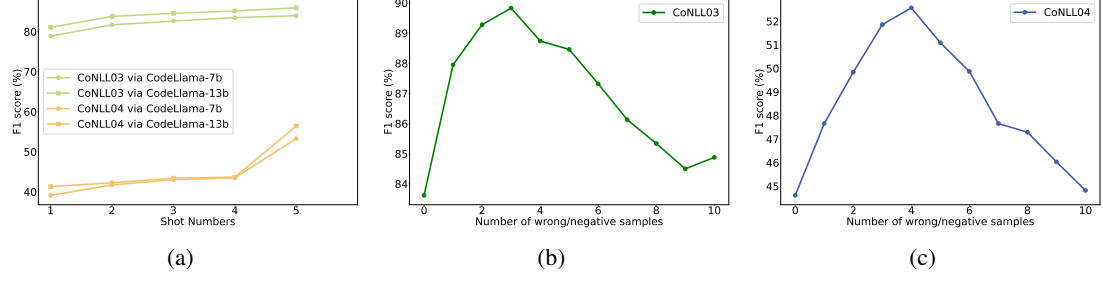 80
70
60
50
40
F1 score (%)
CoNLL03 via CodeLlama-7b
CoNLL03 via CodeLlama-13b
CoNLL04 via CodeLlama-7b
CoNLL04 via CodeLlama-13b
1 2 3 4 5
Shot Numbers
(a)
90
89
88
87
86
85
84
F1 score (%)
CoNLL03
0 2 4 6 8 10
Number of wrong/negative samples
(b)
52
51
50
49
48
47
46
45
F1 score (%)
CoNLL04
0 2 4 6 8 10
Number of wrong/negative samples
(c)